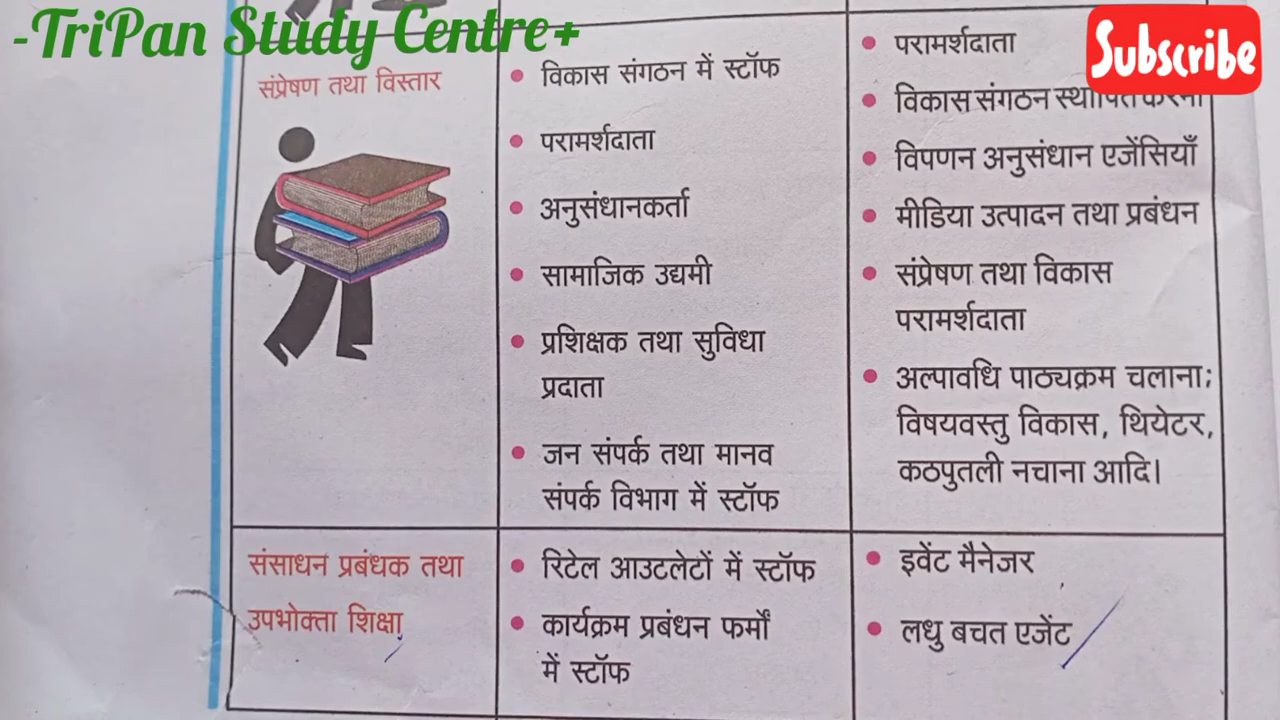 -TriPan Study Centre+
Subscribe
संप्रेषण तथा विस्तार
• विकास संगठन में स्टॉफ
• परामर्शदाता
• अनुसंधानकर्ता
• सामाजिक उद्यमी
• प्रशिक्षक तथा सुविधा
प्रदाता
• जन संपर्क तथा मानव
संपर्क विभाग में स्टॉफ
• परामर्शदाता
• विकास संगठन स्थापित करना
• विपणन अनुसंधान एजेंसियाँ
• मीडिया उत्पादन तथा प्रबंधन
• संप्रेषण तथा विकास
परामर्शदाता
• अल्पावधि पाठ्यक्रम चलाना;
विषयवस्तु विकास, थियेटर,
कठपुतली नचाना आदि।
संसाधन प्रबंधक तथा
उपभोक्ता शिक्षा
• रिटेल आउटलेटों में स्टॉफ
• कार्यक्रम प्रबंधन फर्मों
में स्टॉफ
• इवेंट मैनेजर
• लधु बचत एजेंट